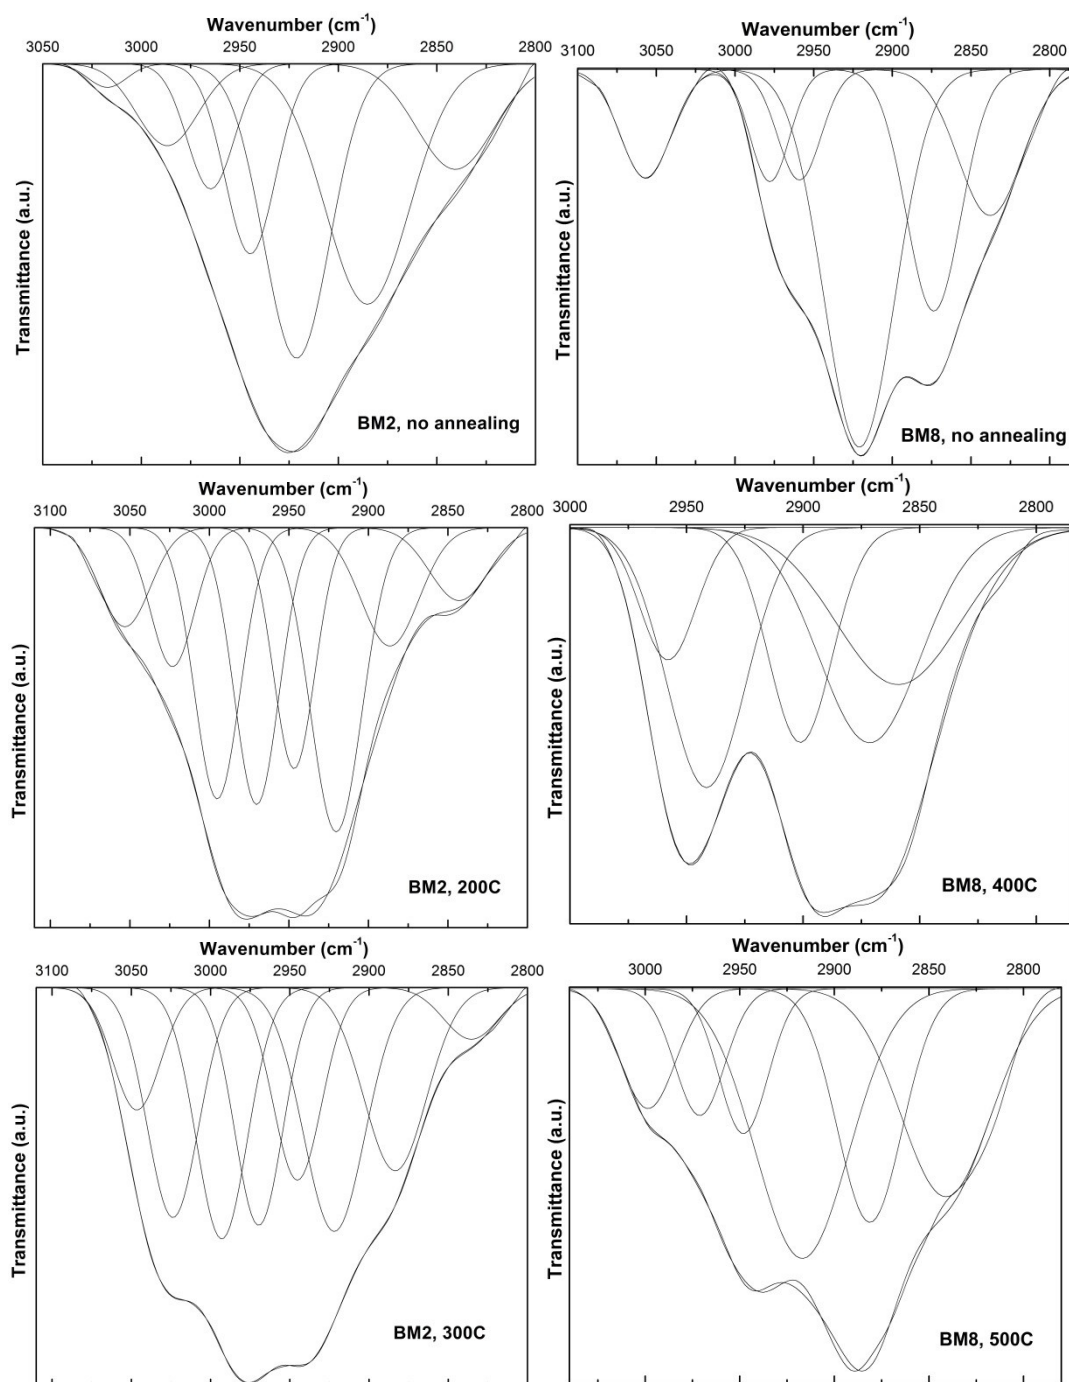 Wavenumber (cm-1)
3050 3000 2950 2900 2850 2800
Transmittance (a.u.)
BM2, no annealing
Wavenumber (cm-1)
3100 3050 3000 2950 2900 2850 2800
Transmittance (a.u.)
BM8, no annealing
Wavenumber (cm-1)
3100 3050 3000 2950 2900 2850 2800
Transmittance (a.u.)
BM2, 200C
Wavenumber (cm-1)
3000 2950 2900 2850 2800
Transmittance (a.u.)
BM8, 400C
Wavenumber (cm-1)
3100 3050 3000 2950 2900 2850 2800
Transmittance (a.u.)
BM2, 300C
Wavenumber (cm-1)
3000 2950 2900 2850 2800
Transmittance (a.u.)
BM8, 500C